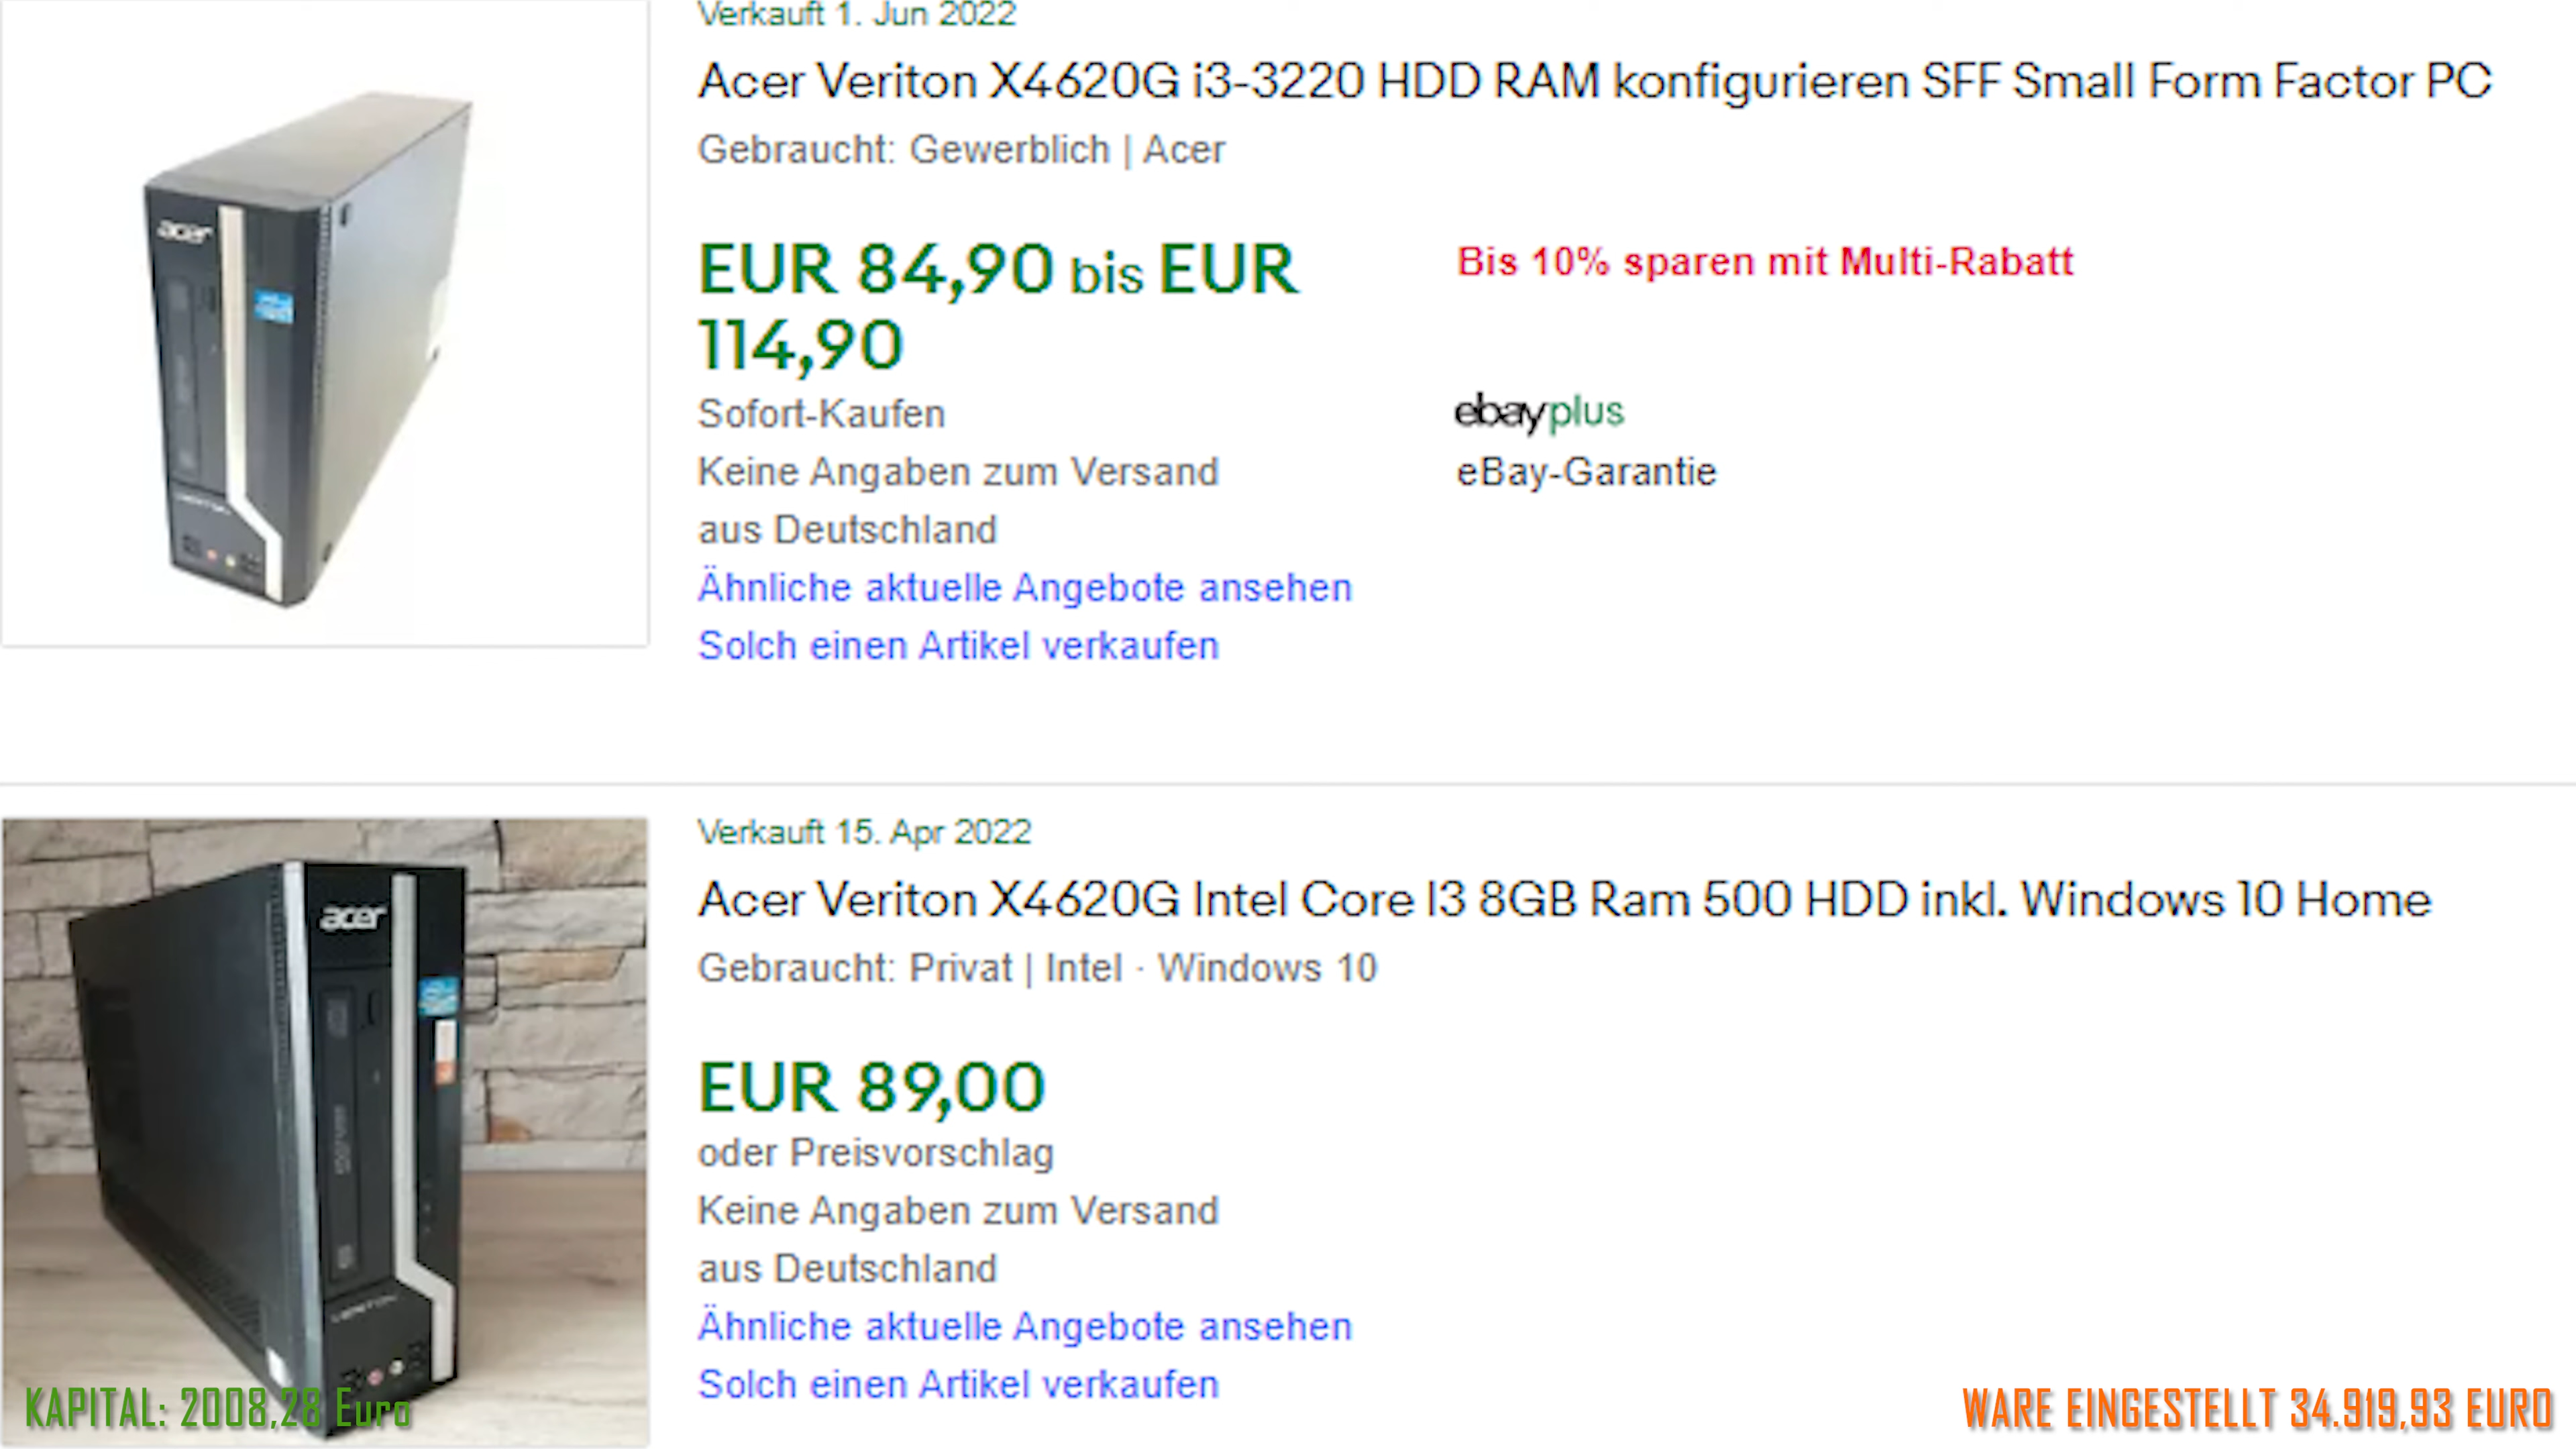 Verkauft 1. Jun 2022
Acer Veriton X4620G i3-3220 HDD RAM konfigurieren SFF Small Form Factor PC
Gebraucht: Gewerblich | Acer
acer
EUR 84,90 bis EUR
114,90
Bis 10% sparen mit Multi-Rabatt
Sofort-Kaufen
ebayplus
Keine Angaben zum Versand
eBay-Garantie
aus Deutschland
Ähnliche aktuelle Angebote ansehen
Solch einen Artikel verkaufen
Verkauft 15. Apr 2022
Acer Veriton X4620G Intel Core I3 8GB Ram 500 HDD inkl. Windows 10 Home
acer
Gebraucht: Privat | Intel · Windows 10
EUR 89,00
oder Preisvorschlag
Keine Angaben zum Versand
aus Deutschland
Ähnliche aktuelle Angebote ansehen
Solch einen Artikel verkaufen
KAPITAL: 2008,28 Euro
WARE EINGESTELLT 34.919,93 EURO